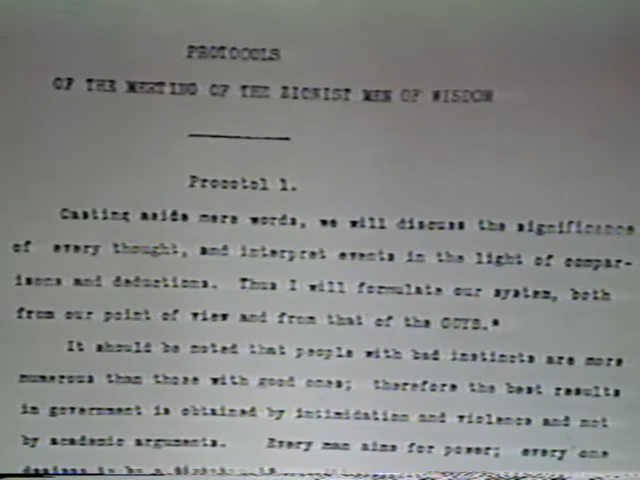 PROTOCOLS
OF THE MEETING OF THE ZIONIST MEN OF WISDOM
Procotol 1.
Casting aside mere words, we will discuss the significance
of every thought, and interpret events in the light of compar-
isons and deductions. Thus I will formulate our system, both
from our point of view and from that of the GOYS.*
It should be noted that people with bad instincts are more
numerous than those with good ones; therefore the best results
in government is obtained by intimidation and violence and not
by academic arguments. Every man aims for power; every one